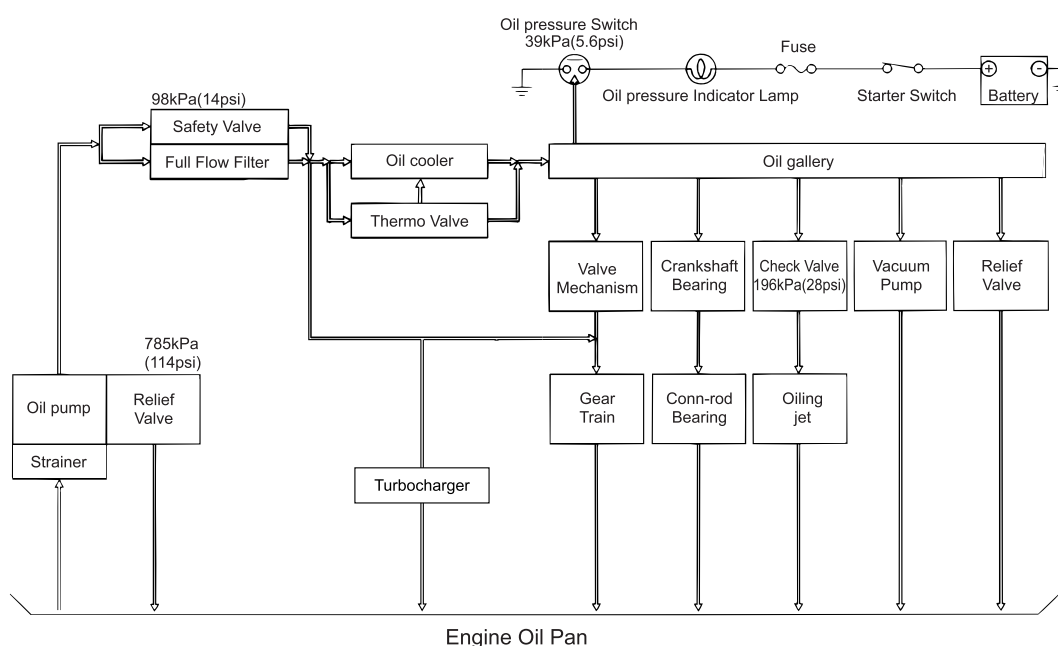 Oil pressure Switch
39kPa(5.6psi)
Fuse
Oil pressure Indicator Lamp
Starter Switch
+ -
Battery
98kPa(14psi)
Safety Valve
Full Flow Filter
Oil cooler
Oil gallery
Thermo Valve
Valve
Mechanism
Crankshaft
Bearing
Check Valve
196kPa(28psi)
Vacuum
Pump
Relief
Valve
785kPa
(114psi)
Oil pump
Relief
Valve
Gear
Train
Conn-rod
Bearing
Oiling
jet
Strainer
Turbocharger
Engine Oil Pan